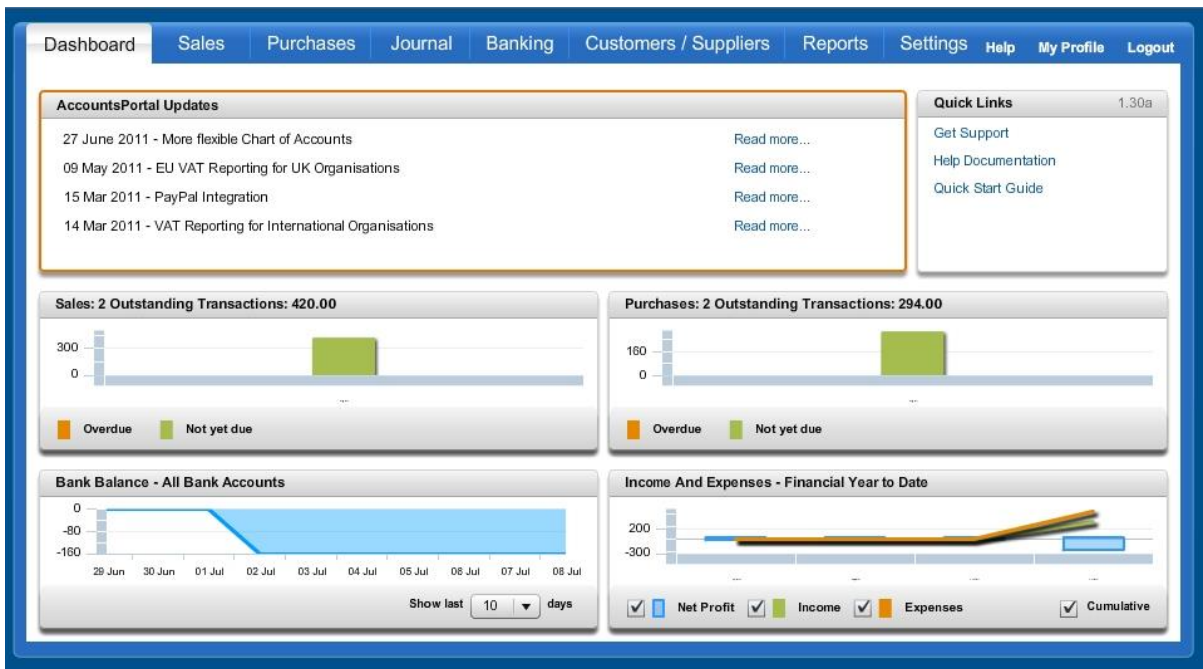 Dashboard Sales Purchases Journal Banking Customers / Suppliers Reports Settings Help My Profile Logout
AccountsPortal Updates
27 June 2011 - More flexible Chart of Accounts Read more...
09 May 2011 - EU VAT Reporting for UK Organisations Read more...
15 Mar 2011 - PayPal Integration Read more...
14 Mar 2011 - VAT Reporting for International Organisations Read more...
Quick Links 1.30a
Get Support
Help Documentation
Quick Start Guide
Sales: 2 Outstanding Transactions: 420.00
300
0
Overdue Not yet due
Purchases: 2 Outstanding Transactions: 294.00
160
0
Overdue Not yet due
Bank Balance - All Bank Accounts
0
-80
-160
29 Jun 30 Jun 01 Jul 02 Jul 03 Jul 04 Jul 05 Jul 06 Jul 07 Jul 08 Jul
Show last 10 days
Income And Expenses - Financial Year to Date
200
-300
Net Profit Income Expenses Cumulative